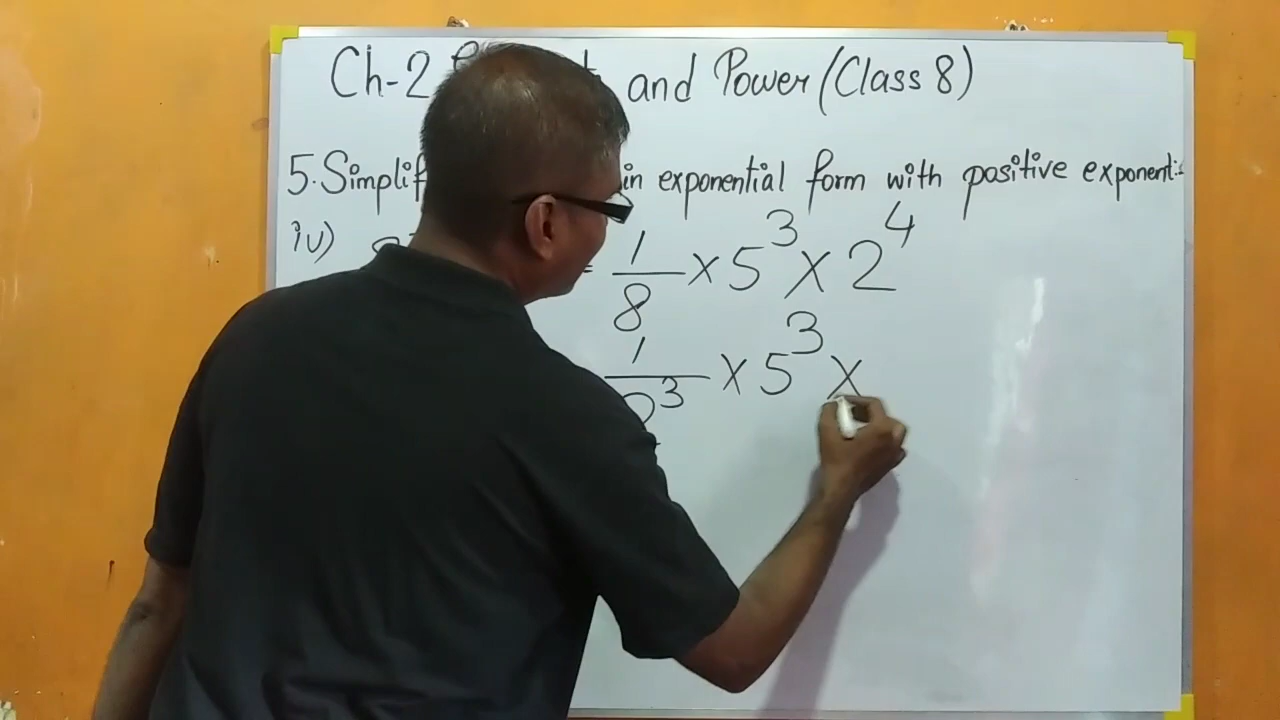 Ch-2 and Power (Class 8)
5. Simplif in exponential form with positive exponent:
iv) = 1/8 × 5³ × 2⁴
1/2³ × 5³ ×